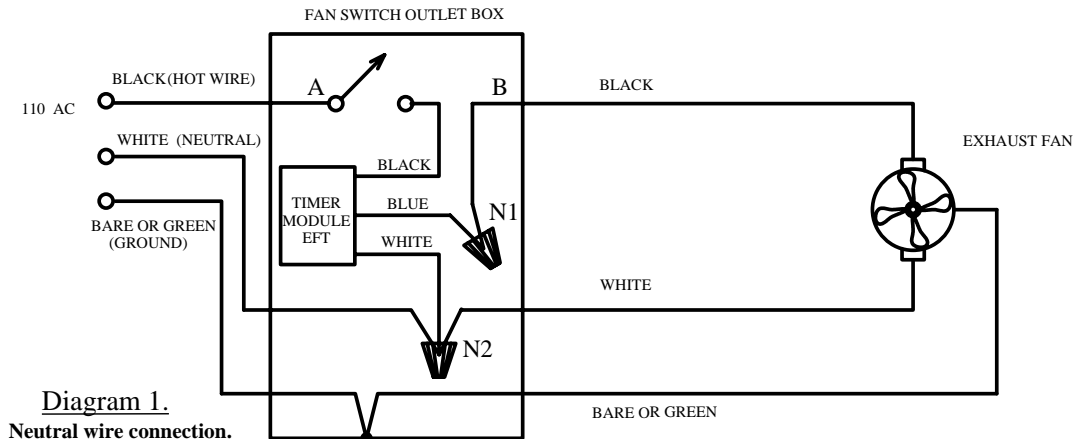 FAN SWITCH OUTLET BOX
BLACK (HOT WIRE)
A
B
BLACK
110 AC
WHITE (NEUTRAL)
EXHAUST FAN
BLACK
TIMER
MODULE
EFT
BLUE
N1
BARE OR GREEN
(GROUND)
WHITE
WHITE
N2
Diagram 1.
BARE OR GREEN
Neutral wire connection.